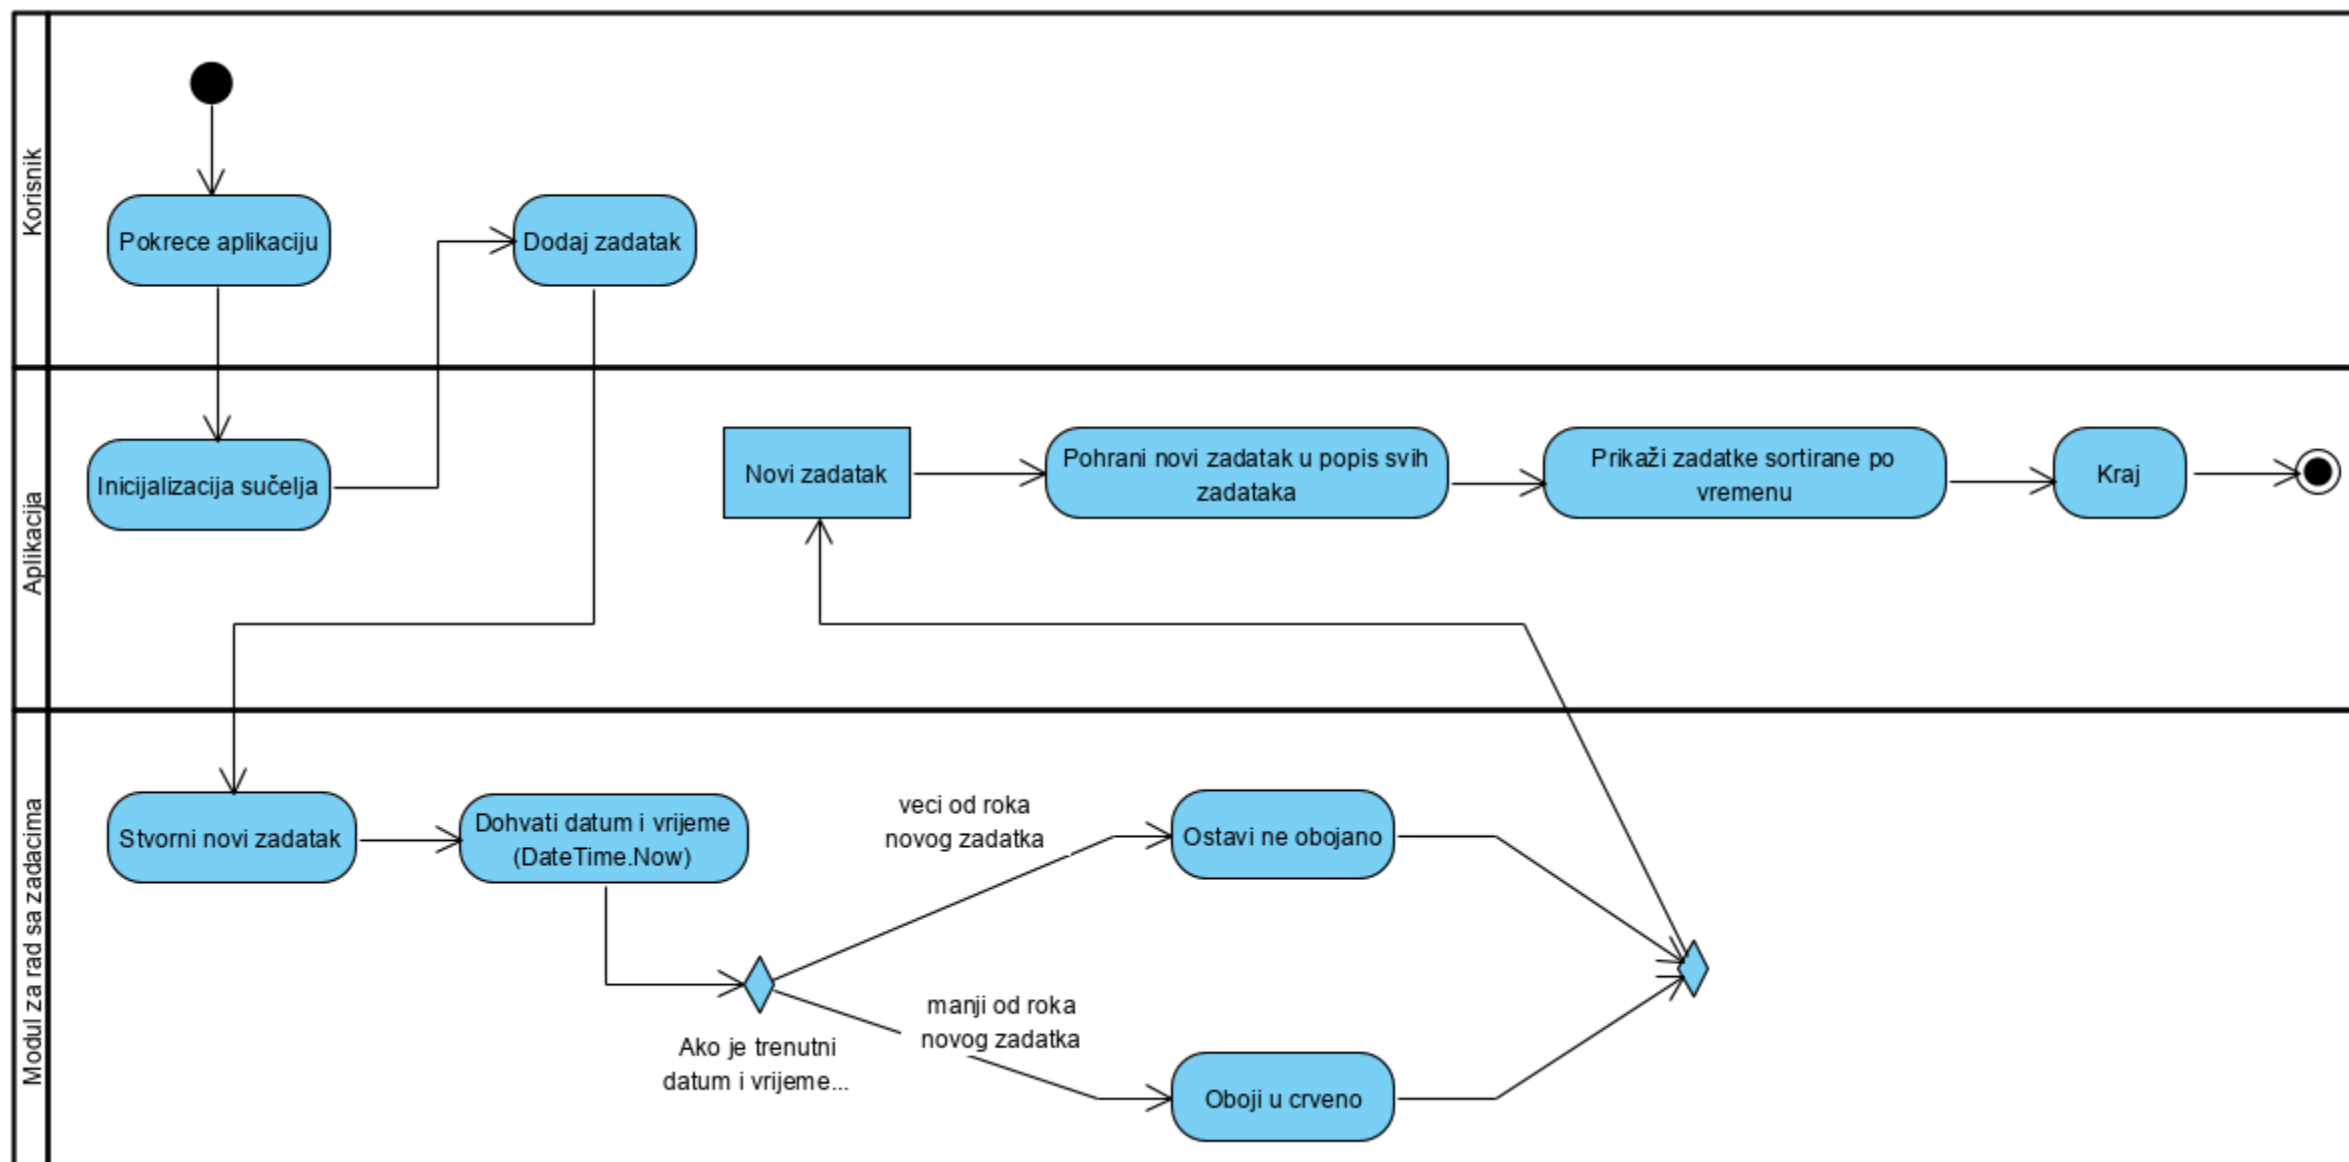 Korisnik
Pokrece aplikaciju
Dodaj zadatak
Aplikacija
Inicijalizacija sučelja
Novi zadatak
Pohrani novi zadatak u popis svih
zadataka
Prikaži zadatke sortirane po
vremenu
Kraj
Modul za rad sa zadacima
Stvorni novi zadatak
Dohvati datum i vrijeme
(DateTime.Now)
Ako je trenutni
datum i vrijeme...
veci od roka
novog zadatka
Ostavi ne obojano
manji od roka
novog zadatka
Oboji u crveno